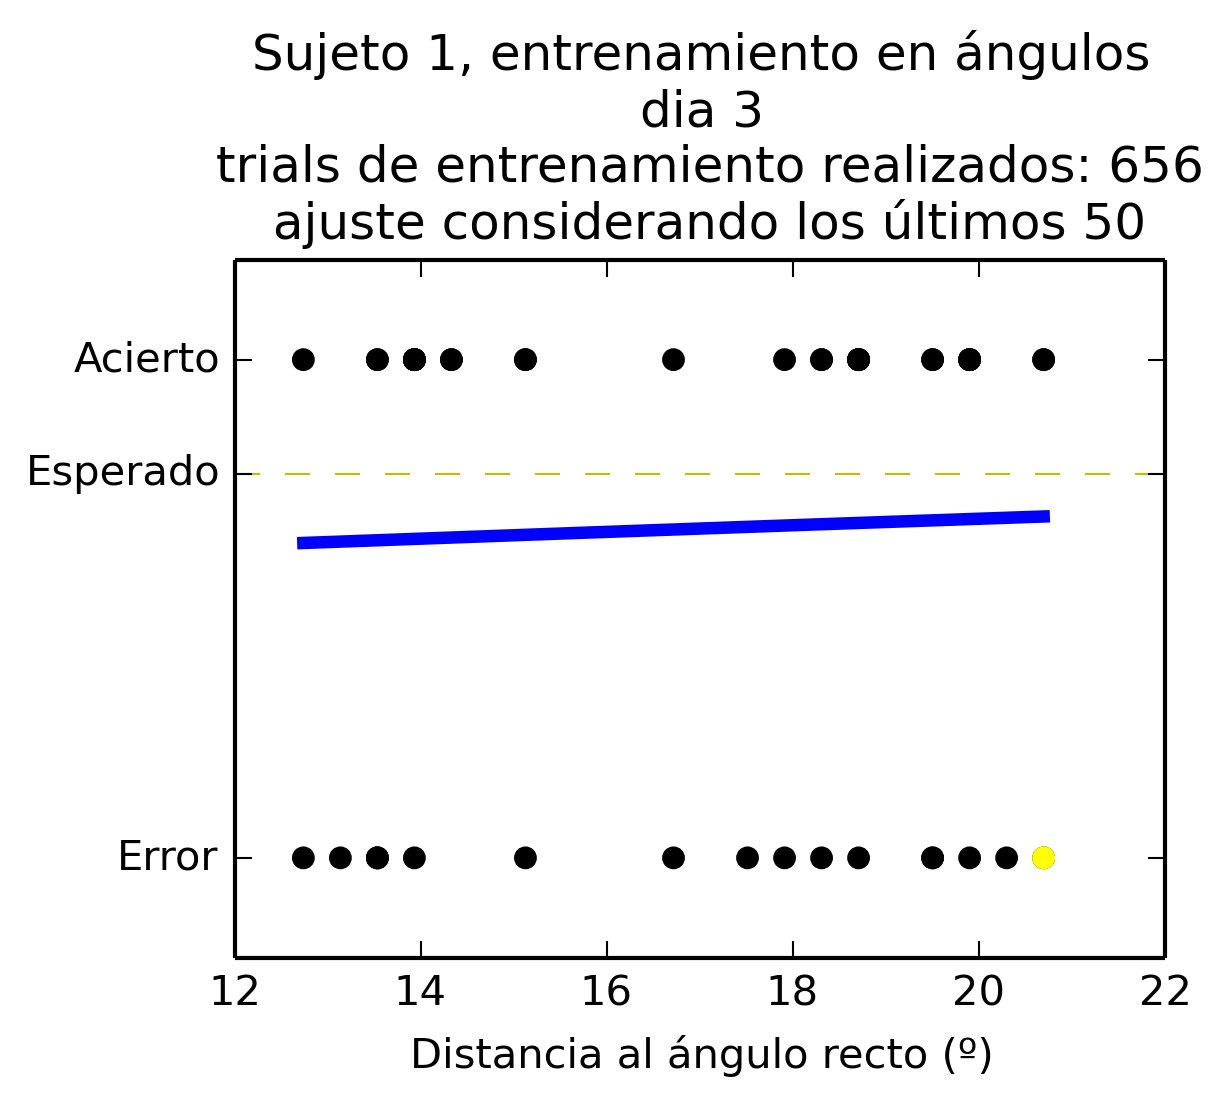 Sujeto 1, entrenamiento en ángulos
dia 3
trials de entrenamiento realizados: 656
ajuste considerando los últimos 50
Acierto
Esperado
Error
12 14 16 18 20 22
Distancia al ángulo recto (º)